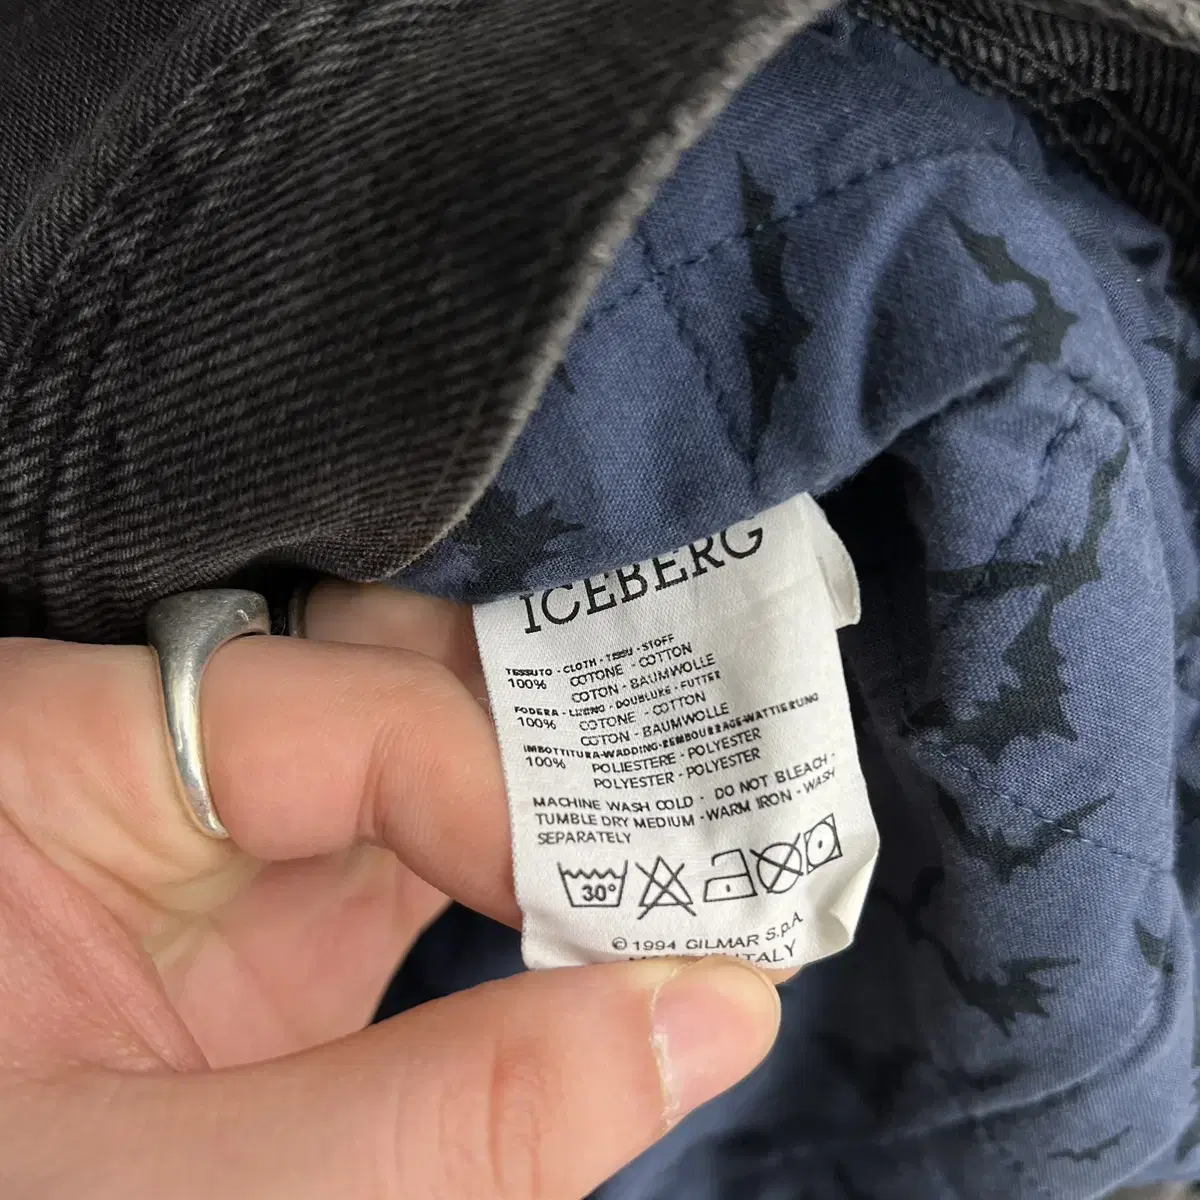 ICEBERG
TESSUTO - CLOTH - TISSU - STOFF
100% COTONE - COTTON
COTON - BAUMWOLLE
FODERA - LINING - DOUBLURE - FUTTER
100% COTONE - COTTON
COTON - BAUMWOLLE
IMBOTTITURA-WADDING-REMBOURRAGE-WATTIERUNG
100% POLIESTERE - POLYESTER
POLYESTER - POLYESTER
MACHINE WASH COLD - DO NOT BLEACH -
TUMBLE DRY MEDIUM - WARM IRON - WASH
SEPARATELY
30°
© 1994 GILMAR S.p.A
ITALY